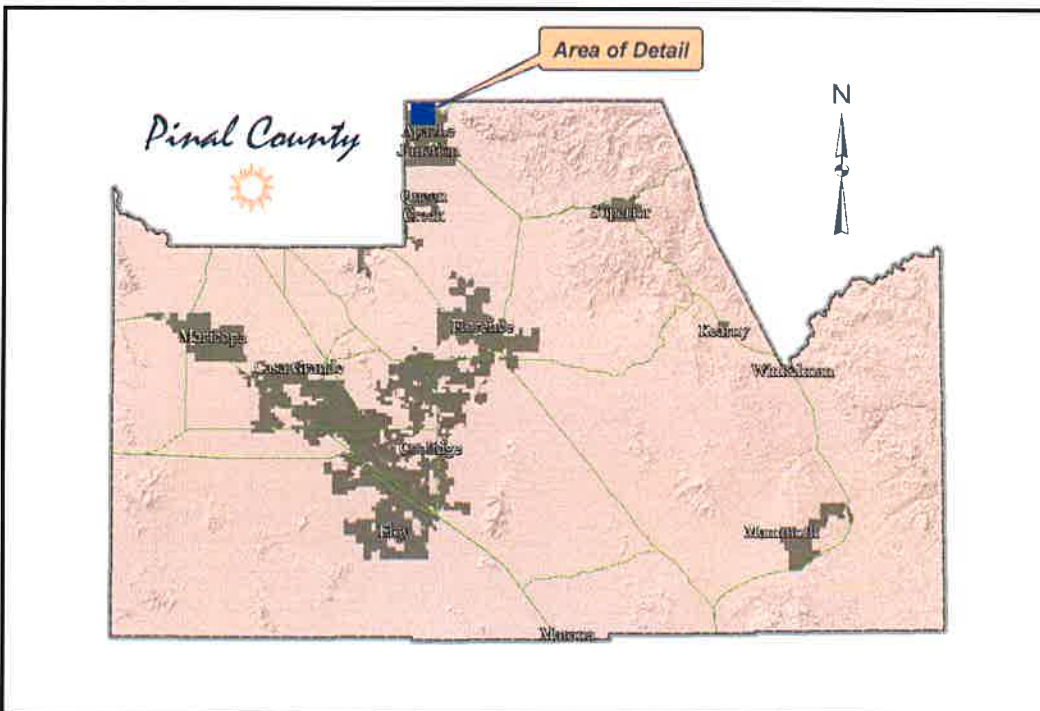 Area of Detail
Pinal County
N
Apache
Junction
Queen
Creek
Superior
Florence
Maricopa
Kearny
Casa Grande
Winkelman
Coolidge
Eloy
Mammoth
Marana